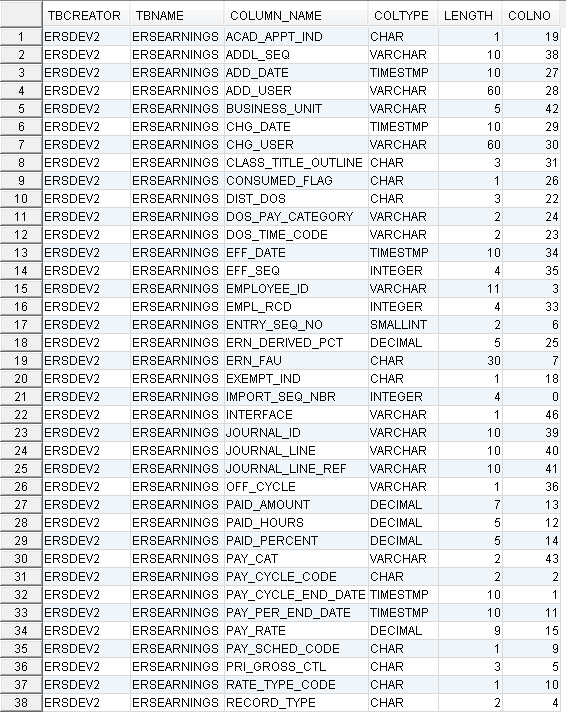 TBCREATOR TBNAME COLUMN_NAME COLTYPE LENGTH COLNO
1 ERSDEV2 ERSEARNINGS ACAD_APPT_IND CHAR 1 19
2 ERSDEV2 ERSEARNINGS ADDL_SEQ VARCHAR 10 38
3 ERSDEV2 ERSEARNINGS ADD_DATE TIMESTMP 10 27
4 ERSDEV2 ERSEARNINGS ADD_USER VARCHAR 60 28
5 ERSDEV2 ERSEARNINGS BUSINESS_UNIT VARCHAR 5 42
6 ERSDEV2 ERSEARNINGS CHG_DATE TIMESTMP 10 29
7 ERSDEV2 ERSEARNINGS CHG_USER VARCHAR 60 30
8 ERSDEV2 ERSEARNINGS CLASS_TITLE_OUTLINE CHAR 3 31
9 ERSDEV2 ERSEARNINGS CONSUMED_FLAG CHAR 1 26
10 ERSDEV2 ERSEARNINGS DIST_DOS CHAR 3 22
11 ERSDEV2 ERSEARNINGS DOS_PAY_CATEGORY VARCHAR 2 24
12 ERSDEV2 ERSEARNINGS DOS_TIME_CODE VARCHAR 2 23
13 ERSDEV2 ERSEARNINGS EFF_DATE TIMESTMP 10 34
14 ERSDEV2 ERSEARNINGS EFF_SEQ INTEGER 4 35
15 ERSDEV2 ERSEARNINGS EMPLOYEE_ID VARCHAR 11 3
16 ERSDEV2 ERSEARNINGS EMPL_RCD INTEGER 4 33
17 ERSDEV2 ERSEARNINGS ENTRY_SEQ_NO SMALLINT 2 6
18 ERSDEV2 ERSEARNINGS ERN_DERIVED_PCT DECIMAL 5 25
19 ERSDEV2 ERSEARNINGS ERN_FAU CHAR 30 7
20 ERSDEV2 ERSEARNINGS EXEMPT_IND CHAR 1 18
21 ERSDEV2 ERSEARNINGS IMPORT_SEQ_NBR INTEGER 4 0
22 ERSDEV2 ERSEARNINGS INTERFACE VARCHAR 1 46
23 ERSDEV2 ERSEARNINGS JOURNAL_ID VARCHAR 10 39
24 ERSDEV2 ERSEARNINGS JOURNAL_LINE VARCHAR 10 40
25 ERSDEV2 ERSEARNINGS JOURNAL_LINE_REF VARCHAR 10 41
26 ERSDEV2 ERSEARNINGS OFF_CYCLE VARCHAR 1 36
27 ERSDEV2 ERSEARNINGS PAID_AMOUNT DECIMAL 7 13
28 ERSDEV2 ERSEARNINGS PAID_HOURS DECIMAL 5 12
29 ERSDEV2 ERSEARNINGS PAID_PERCENT DECIMAL 5 14
30 ERSDEV2 ERSEARNINGS PAY_CAT VARCHAR 2 43
31 ERSDEV2 ERSEARNINGS PAY_CYCLE_CODE CHAR 2 2
32 ERSDEV2 ERSEARNINGS PAY_CYCLE_END_DATE TIMESTMP 10 1
33 ERSDEV2 ERSEARNINGS PAY_PER_END_DATE TIMESTMP 10 11
34 ERSDEV2 ERSEARNINGS PAY_RATE DECIMAL 9 15
35 ERSDEV2 ERSEARNINGS PAY_SCHED_CODE CHAR 1 9
36 ERSDEV2 ERSEARNINGS PRI_GROSS_CTL CHAR 3 5
37 ERSDEV2 ERSEARNINGS RATE_TYPE_CODE CHAR 1 10
38 ERSDEV2 ERSEARNINGS RECORD_TYPE CHAR 2 4